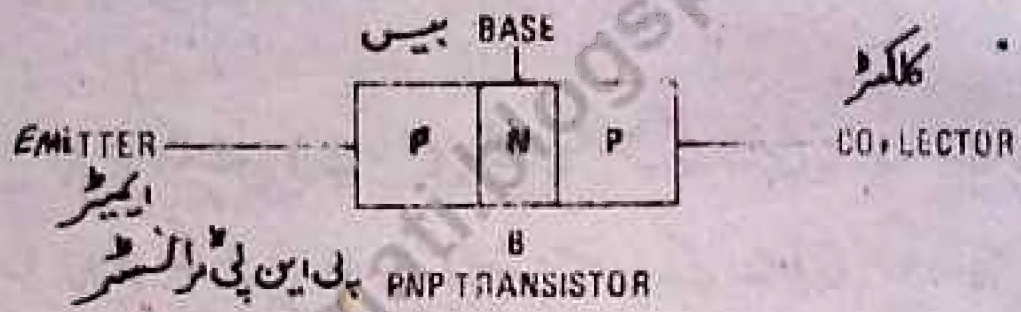 بیس BASE
کلکٹر
EMITTER P N P COLLECTOR
ایمیٹر
B
پی این پی ٹرانسسٹر PNP TRANSISTOR